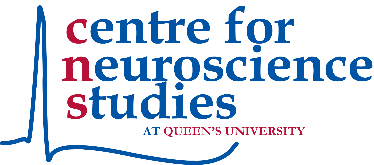 centre for
neuroscience
studies
AT QUEEN'S UNIVERSITY